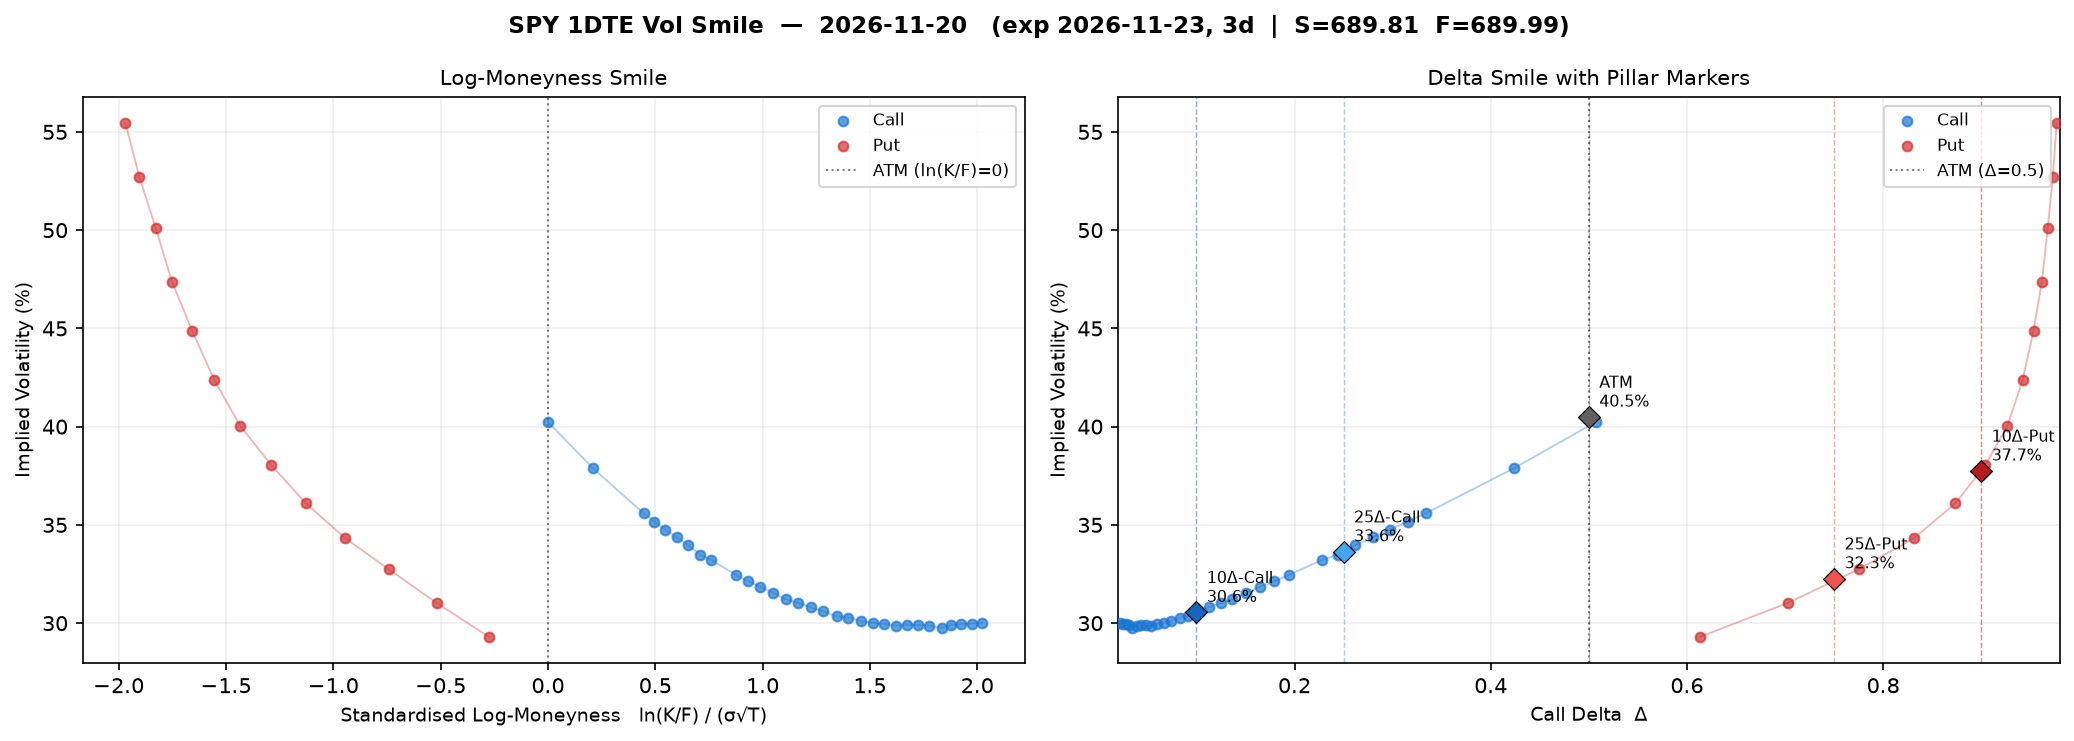 SPY 1DTE Vol Smile — 2026-11-20 (exp 2026-11-23, 3d | S=689.81 F=689.99)
Log-Moneyness Smile
Implied Volatility (%)
55
50
45
40
35
30
Call
Put
ATM (ln(K/F)=0)
−2.0 −1.5 −1.0 −0.5 0.0 0.5 1.0 1.5 2.0
Standardised Log-Moneyness ln(K/F) / (σ√T)
Delta Smile with Pillar Markers
Implied Volatility (%)
55
50
45
40
35
30
Call
Put
ATM (Δ=0.5)
ATM
40.5%
10Δ-Put
37.7%
25Δ-Call
33.6%
25Δ-Put
32.3%
10Δ-Call
30.6%
0.2 0.4 0.6 0.8
Call Delta Δ